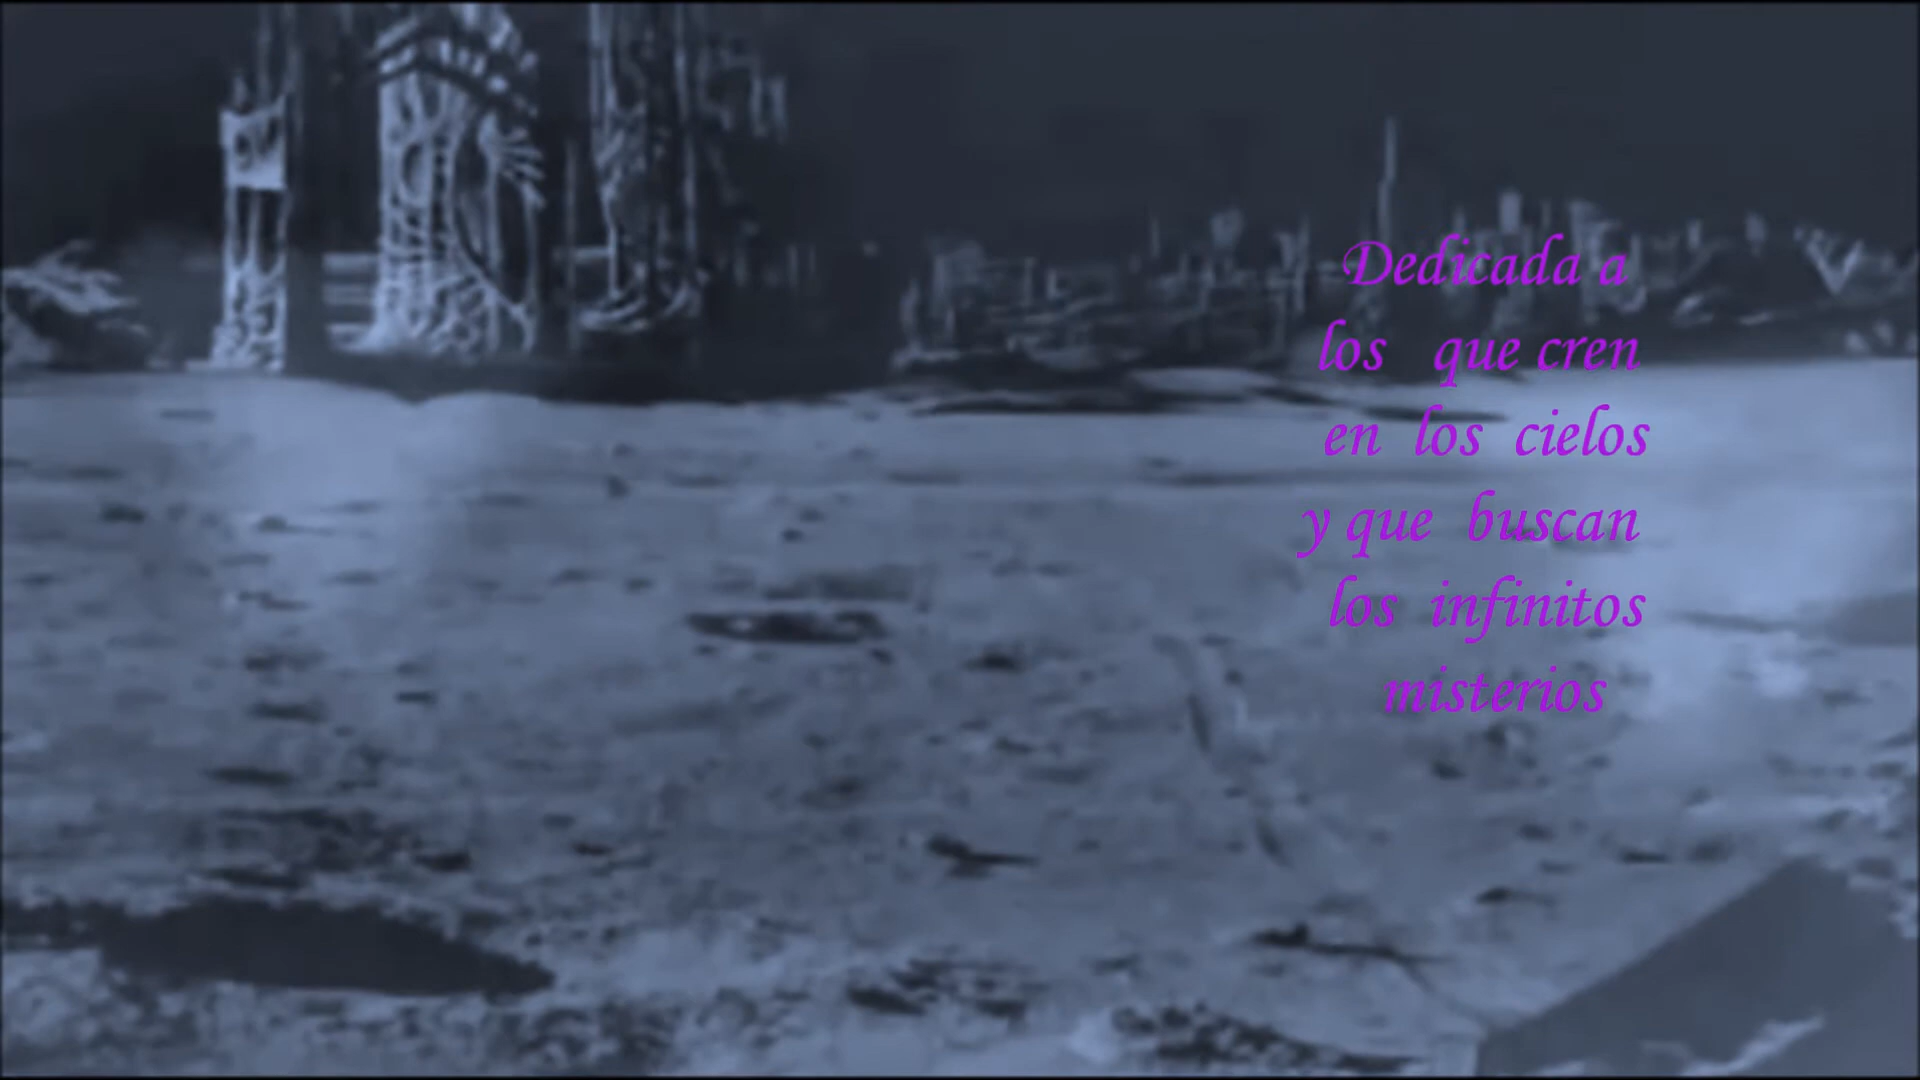 Dedicada a
los que cren
en los cielos
y que buscan
los infinitos
misterios